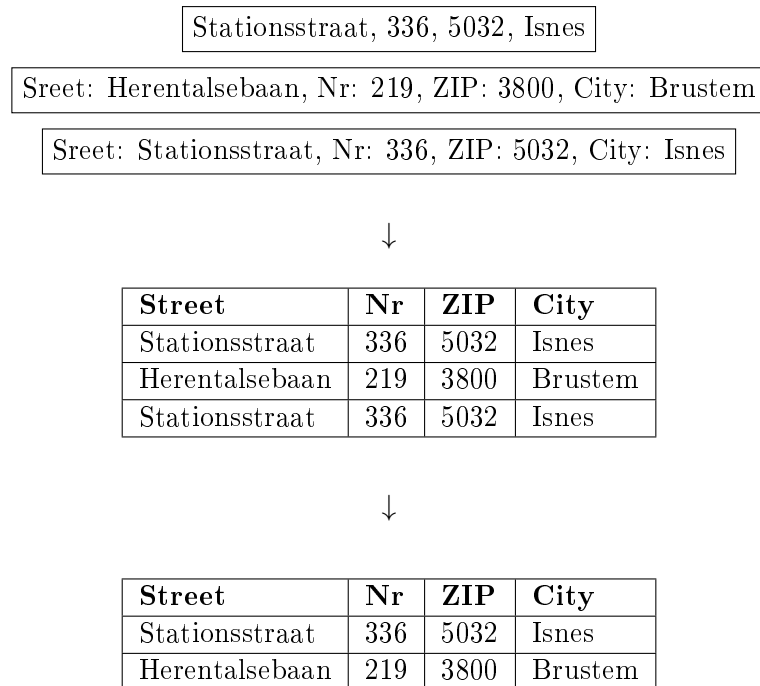 Stationsstraat, 336, 5032, Isnes
Sreet: Herentalsebaan, Nr: 219, ZIP: 3800, City: Brustem
Sreet: Stationsstraat, Nr: 336, ZIP: 5032, City: Isnes
↓
Street Nr ZIP City
Stationsstraat 336 5032 Isnes
Herentalsebaan 219 3800 Brustem
Stationsstraat 336 5032 Isnes
↓
Street Nr ZIP City
Stationsstraat 336 5032 Isnes
Herentalsebaan 219 3800 Brustem